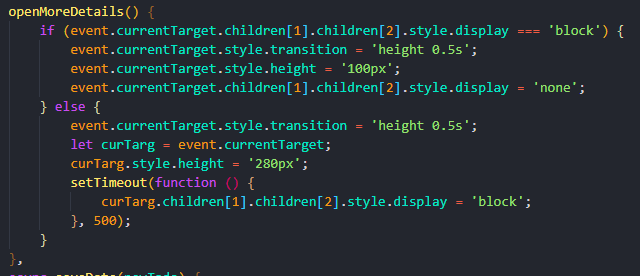 openMoreDetails() {
    if (event.currentTarget.children[1].children[2].style.display === 'block') {
        event.currentTarget.style.transition = 'height 0.5s';
        event.currentTarget.style.height = '100px';
        event.currentTarget.children[1].children[2].style.display = 'none';
    } else {
        event.currentTarget.style.transition = 'height 0.5s';
        let curTarg = event.currentTarget;
        curTarg.style.height = '280px';
        setTimeout(function () {
            curTarg.children[1].children[2].style.display = 'block';
        }, 500);
    }
},